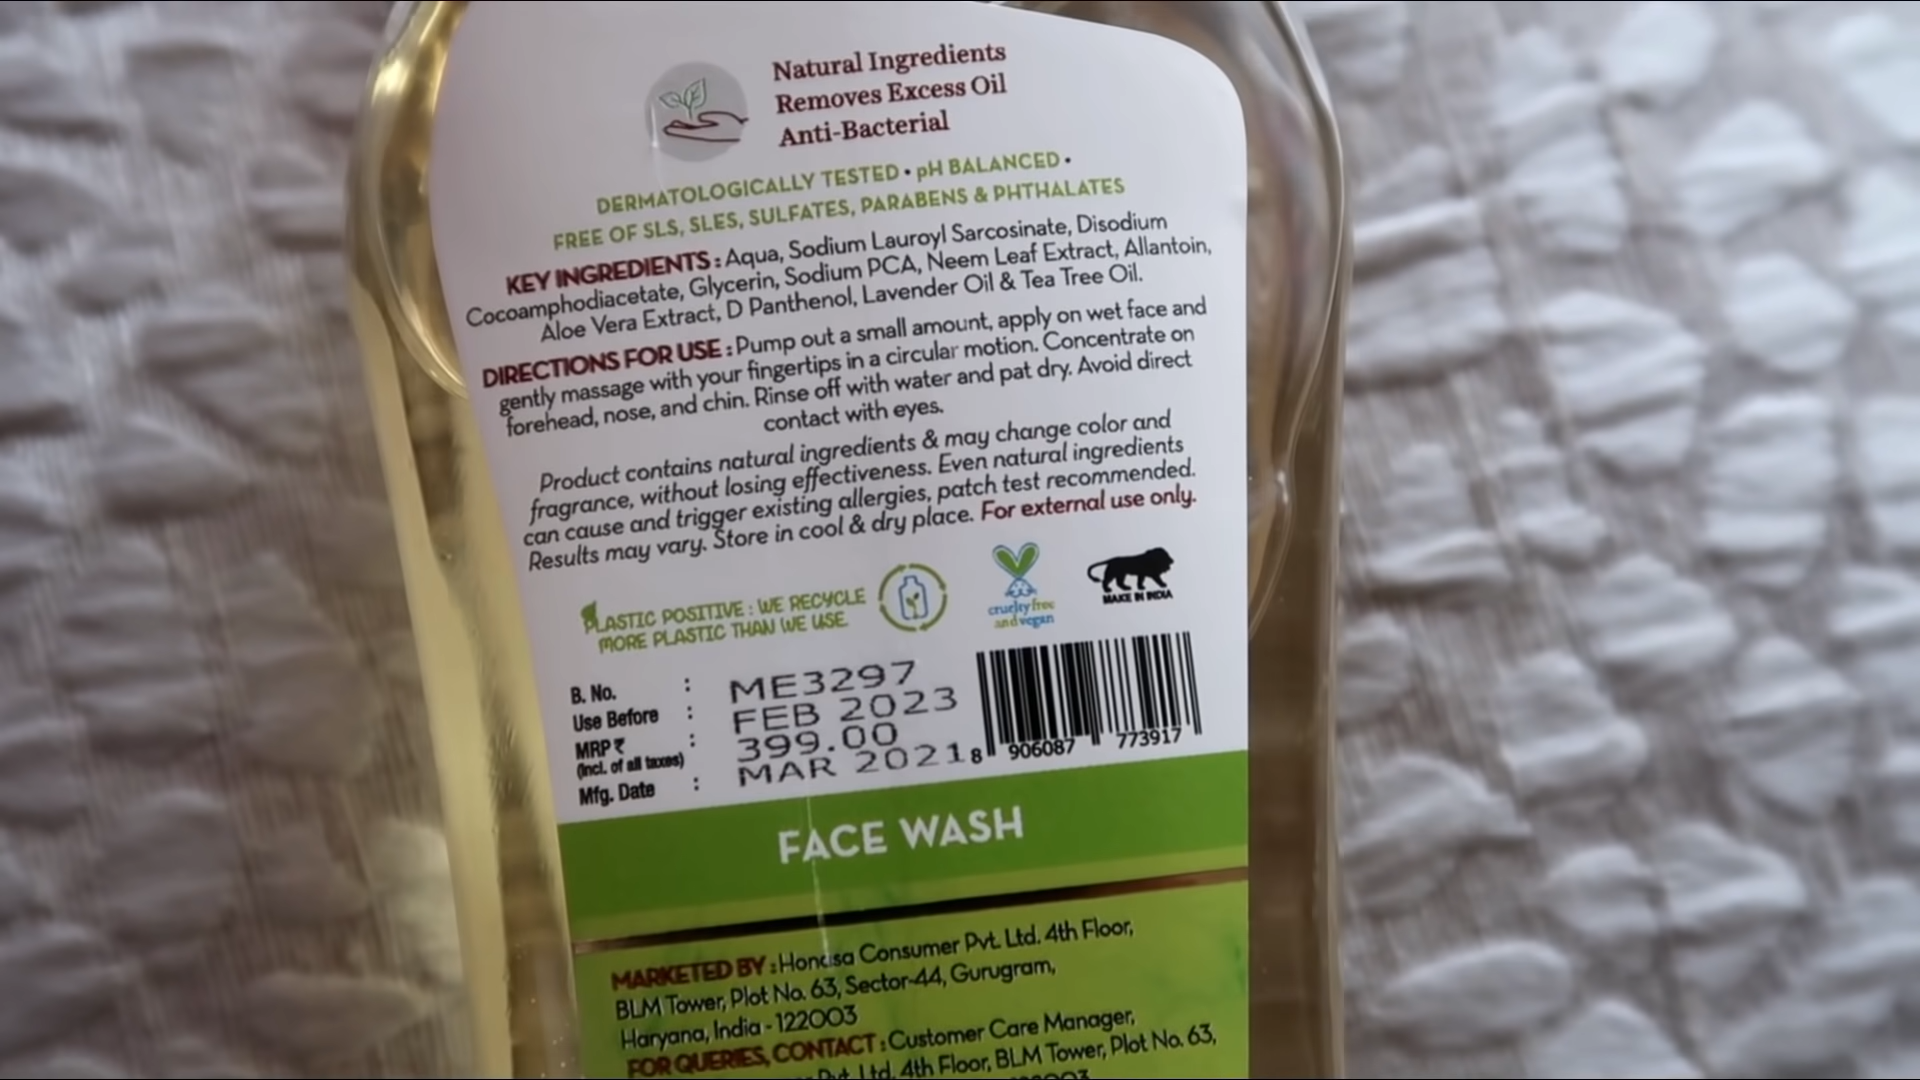 Natural Ingredients
Removes Excess Oil
Anti-Bacterial
DERMATOLOGICALLY TESTED • pH BALANCED •
FREE OF SLS, SLES, SULFATES, PARABENS & PHTHALATES
KEY INGREDIENTS : Aqua, Sodium Lauroyl Sarcosinate, Disodium
Cocoamphodiacetate, Glycerin, Sodium PCA, Neem Leaf Extract, Allantoin,
Aloe Vera Extract, D Panthenol, Lavender Oil & Tea Tree Oil.
DIRECTIONS FOR USE : Pump out a small amount, apply on wet face and
gently massage with your fingertips in a circular motion. Concentrate on
forehead, nose, and chin. Rinse off with water and pat dry. Avoid direct
contact with eyes.
Product contains natural ingredients & may change color and
fragrance, without losing effectiveness. Even natural ingredients
can cause and trigger existing allergies, patch test recommended.
Results may vary. Store in cool & dry place. For external use only.
PLASTIC POSITIVE : WE RECYCLE
MORE PLASTIC THAN WE USE.
cruelty free
and vegan
MAKE IN INDIA
B. No. : ME3297
Use Before : FEB 2023
MRP ₹ : 399.00
(Incl. of all taxes)
Mfg. Date : MAR 2021
8 906087 773917
FACE WASH
MARKETED BY : Honasa Consumer Pvt. Ltd. 4th Floor,
BLM Tower, Plot No. 63, Sector-44, Gurugram,
Haryana, India - 122003
FOR QUERIES, CONTACT : Customer Care Manager,
Pvt. Ltd. 4th Floor, BLM Tower, Plot No. 63,